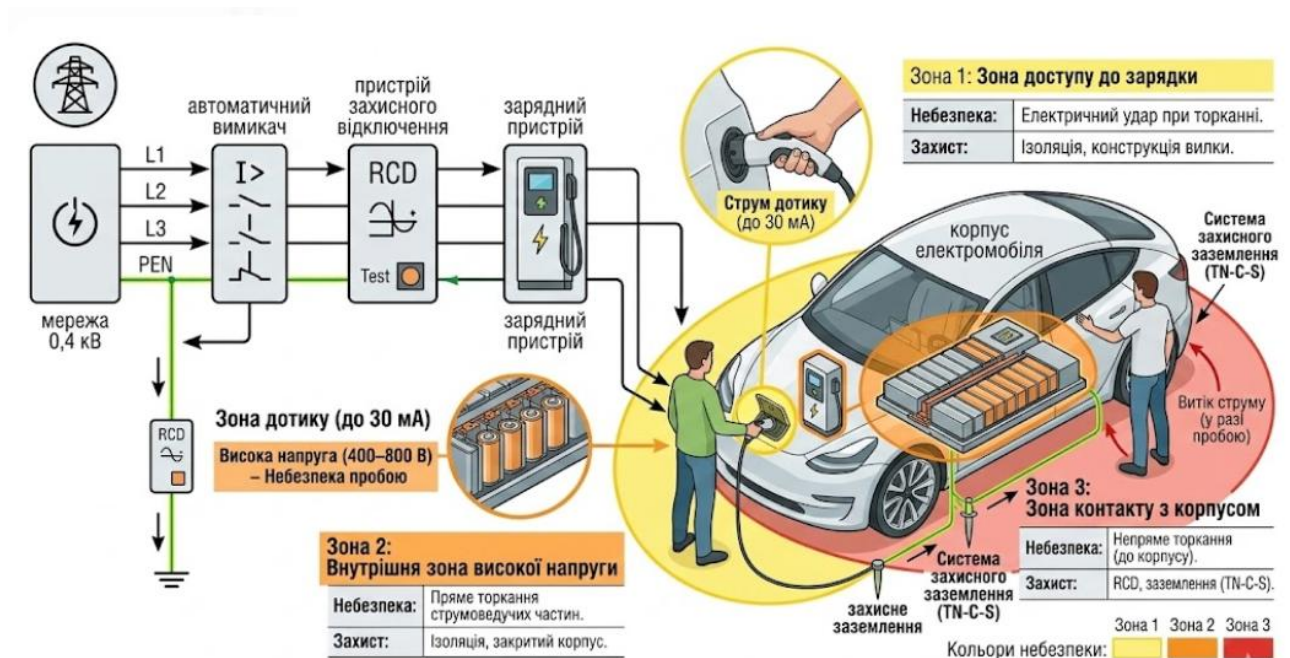 автоматичний
вимикач
пристрій
захисного
відключення
зарядний
пристрій
L1
L2
L3
PEN
I>
RCD
Test
мережа
0,4 кВ
зарядний
пристрій
RCD
Струм дотику
(до 30 мА)
Зона 1: Зона доступу до зарядки
Небезпека: Електричний удар при торканні.
Захист: Ізоляція, конструкція вилки.
корпус
електромобіля
Система
захисного
заземлення
(TN-C-S)
Витік струму
(у разі
пробою)
Зона дотику (до 30 мА)
Висока напруга (400–800 В)
– Небезпека пробою
Зона 2:
Внутрішня зона високої напруги
Небезпека: Пряме торкання
струмоведучих частин.
Захист: Ізоляція, закритий корпус.
захисне
заземлення
Система
захисного
заземлення
(TN-C-S)
Зона 3:
Зона контакту з корпусом
Небезпека: Непряме торкання
(до корпусу).
Захист: RCD, заземлення (TN-C-S).
Зона 1 Зона 2 Зона 3
Кольори небезпеки: